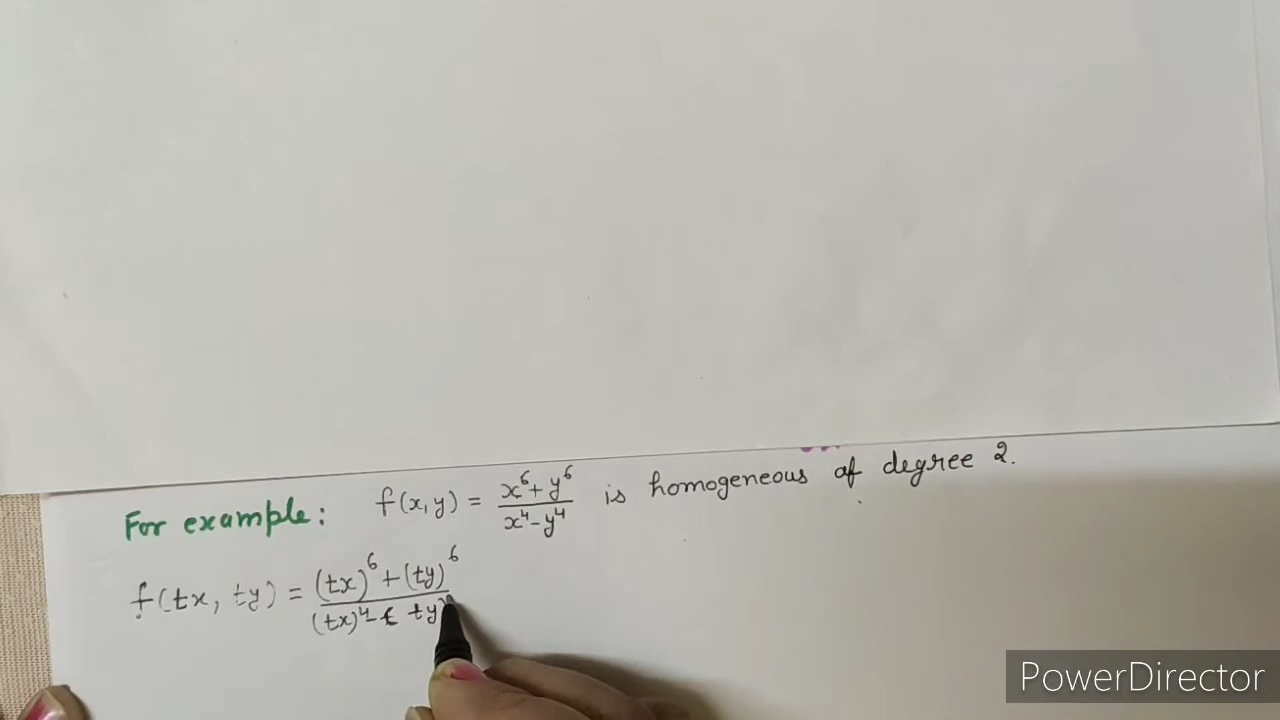 For example: f(x,y) = x⁶+y⁶/x⁴-y⁴ is homogeneous of degree 2.
f(tx, ty) = (tx)⁶+(ty)⁶/(tx)⁴-( ty)
PowerDirector